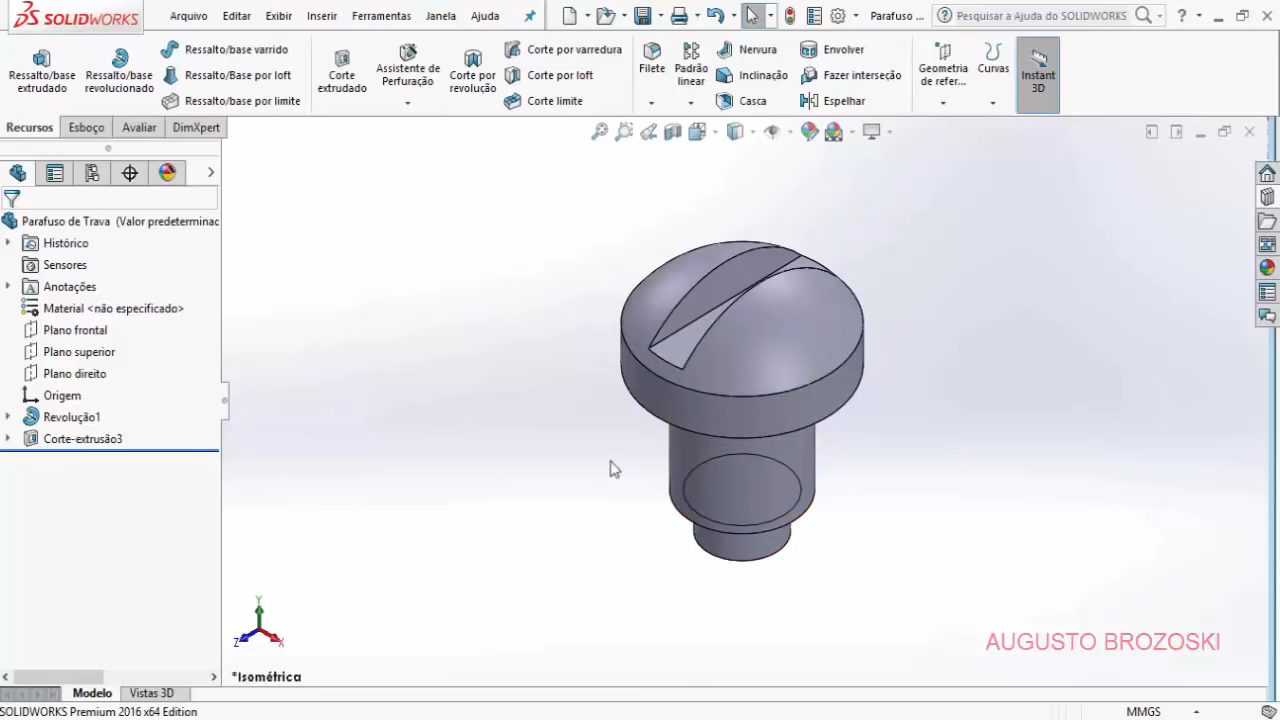 SOLIDWORKS
Arquivo Editar Exibir Inserir Ferramentas Janela Ajuda
Parafuso ...
Pesquisar a Ajuda do SOLIDWORKS
Ressalto/base extrudado
Ressalto/base revolucionado
Ressalto/base varrido
Ressalto/base por loft
Ressalto/base por limite
Corte extrudado
Assistente de Perfuração
Corte por revolução
Corte por varredura
Corte por loft
Corte limite
Filete
Padrão linear
Nervura
Inclinação
Casca
Envolver
Fazer interseção
Espelhar
Geometria de refer...
Curvas
Instant 3D
Recursos Esboço Avaliar DimXpert
Parafuso de Trava (Valor predeterminac
Histórico
Sensores
Anotações
Material <não especificado>
Plano frontal
Plano superior
Plano direito
Origem
Revolução1
Corte-extrusão3
Y
Z
X
AUGUSTO BROZOSKI
*Isométrica
Modelo Vistas 3D
SOLIDWORKS Premium 2016 x64 Edition
MMGS